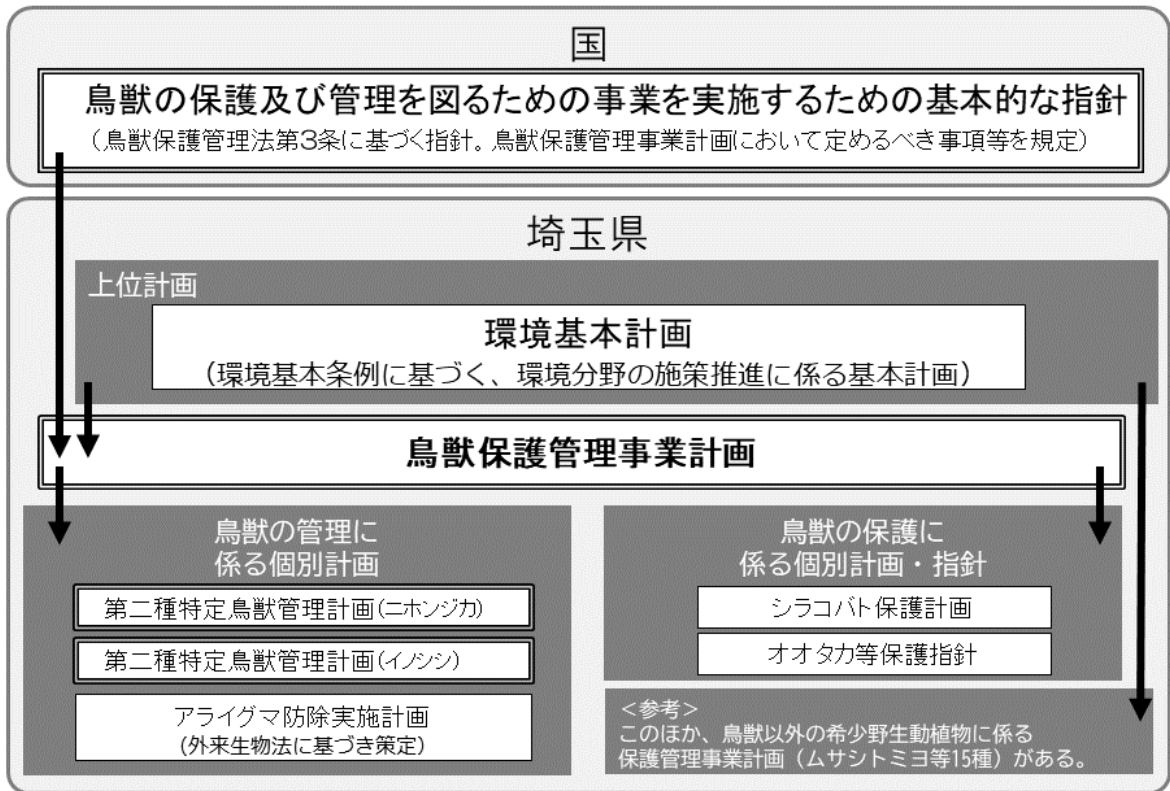 国
鳥獣の保護及び管理を図るための事業を実施するための基本的な指針
（鳥獣保護管理法第3条に基づく指針。鳥獣保護管理事業計画において定めるべき事項等を規定）
埼玉県
上位計画
環境基本計画
（環境基本条例に基づく、環境分野の施策推進に係る基本計画）
鳥獣保護管理事業計画
鳥獣の管理に
係る個別計画
第二種特定鳥獣管理計画(ニホンジカ)
第二種特定鳥獣管理計画(イノシシ)
アライグマ防除実施計画
(外来生物法に基づき策定)
鳥獣の保護に
係る個別計画・指針
シラコバト保護計画
オオタカ等保護指針
＜参考＞
このほか、鳥獣以外の希少野生動植物に係る
保護管理事業計画（ムサシトミヨ等15種）がある。